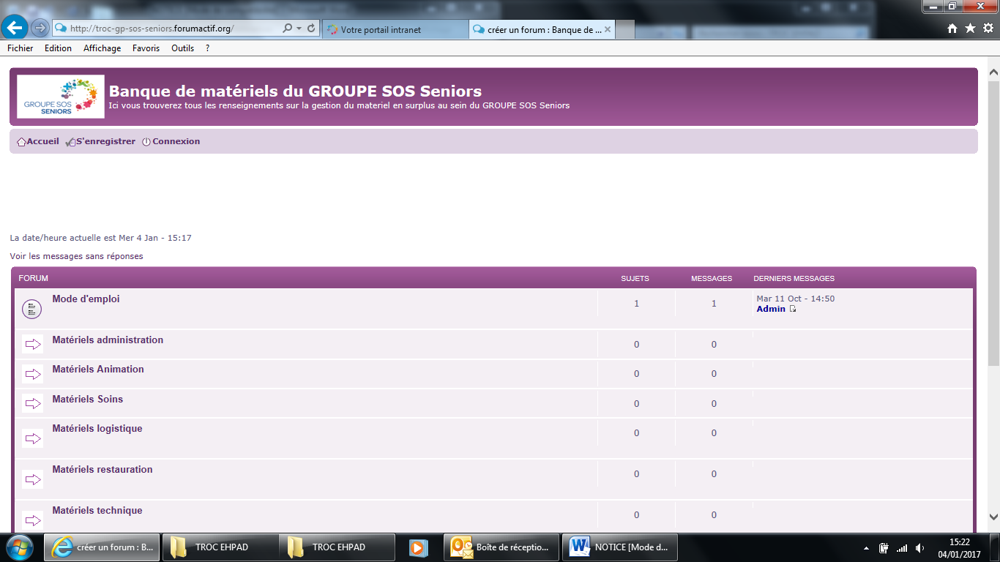 http://troc-gp-sos-seniors.forumactif.org/
Votre portail intranet
créer un forum : Banque de ...
Fichier Edition Affichage Favoris Outils ?
GROUPE SOS
SENIORS
Banque de matériels du GROUPE SOS Seniors
Ici vous trouverez tous les renseignements sur la gestion du materiel en surplus au sein du GROUPE SOS Seniors
Accueil S'enregistrer Connexion
La date/heure actuelle est Mer 4 Jan - 15:17
Voir les messages sans réponses
FORUM SUJETS MESSAGES DERNIERS MESSAGES
Mode d'emploi 1 1 Mar 11 Oct - 14:50
Admin
Matériels administration 0 0
Matériels Animation 0 0
Matériels Soins 0 0
Matériels logistique 0 0
Matériels restauration 0 0
Matériels technique 0 0
créer un forum : B... TROC EHPAD TROC EHPAD Boîte de réceptio... NOTICE [Mode d... 15:22
04/01/2017